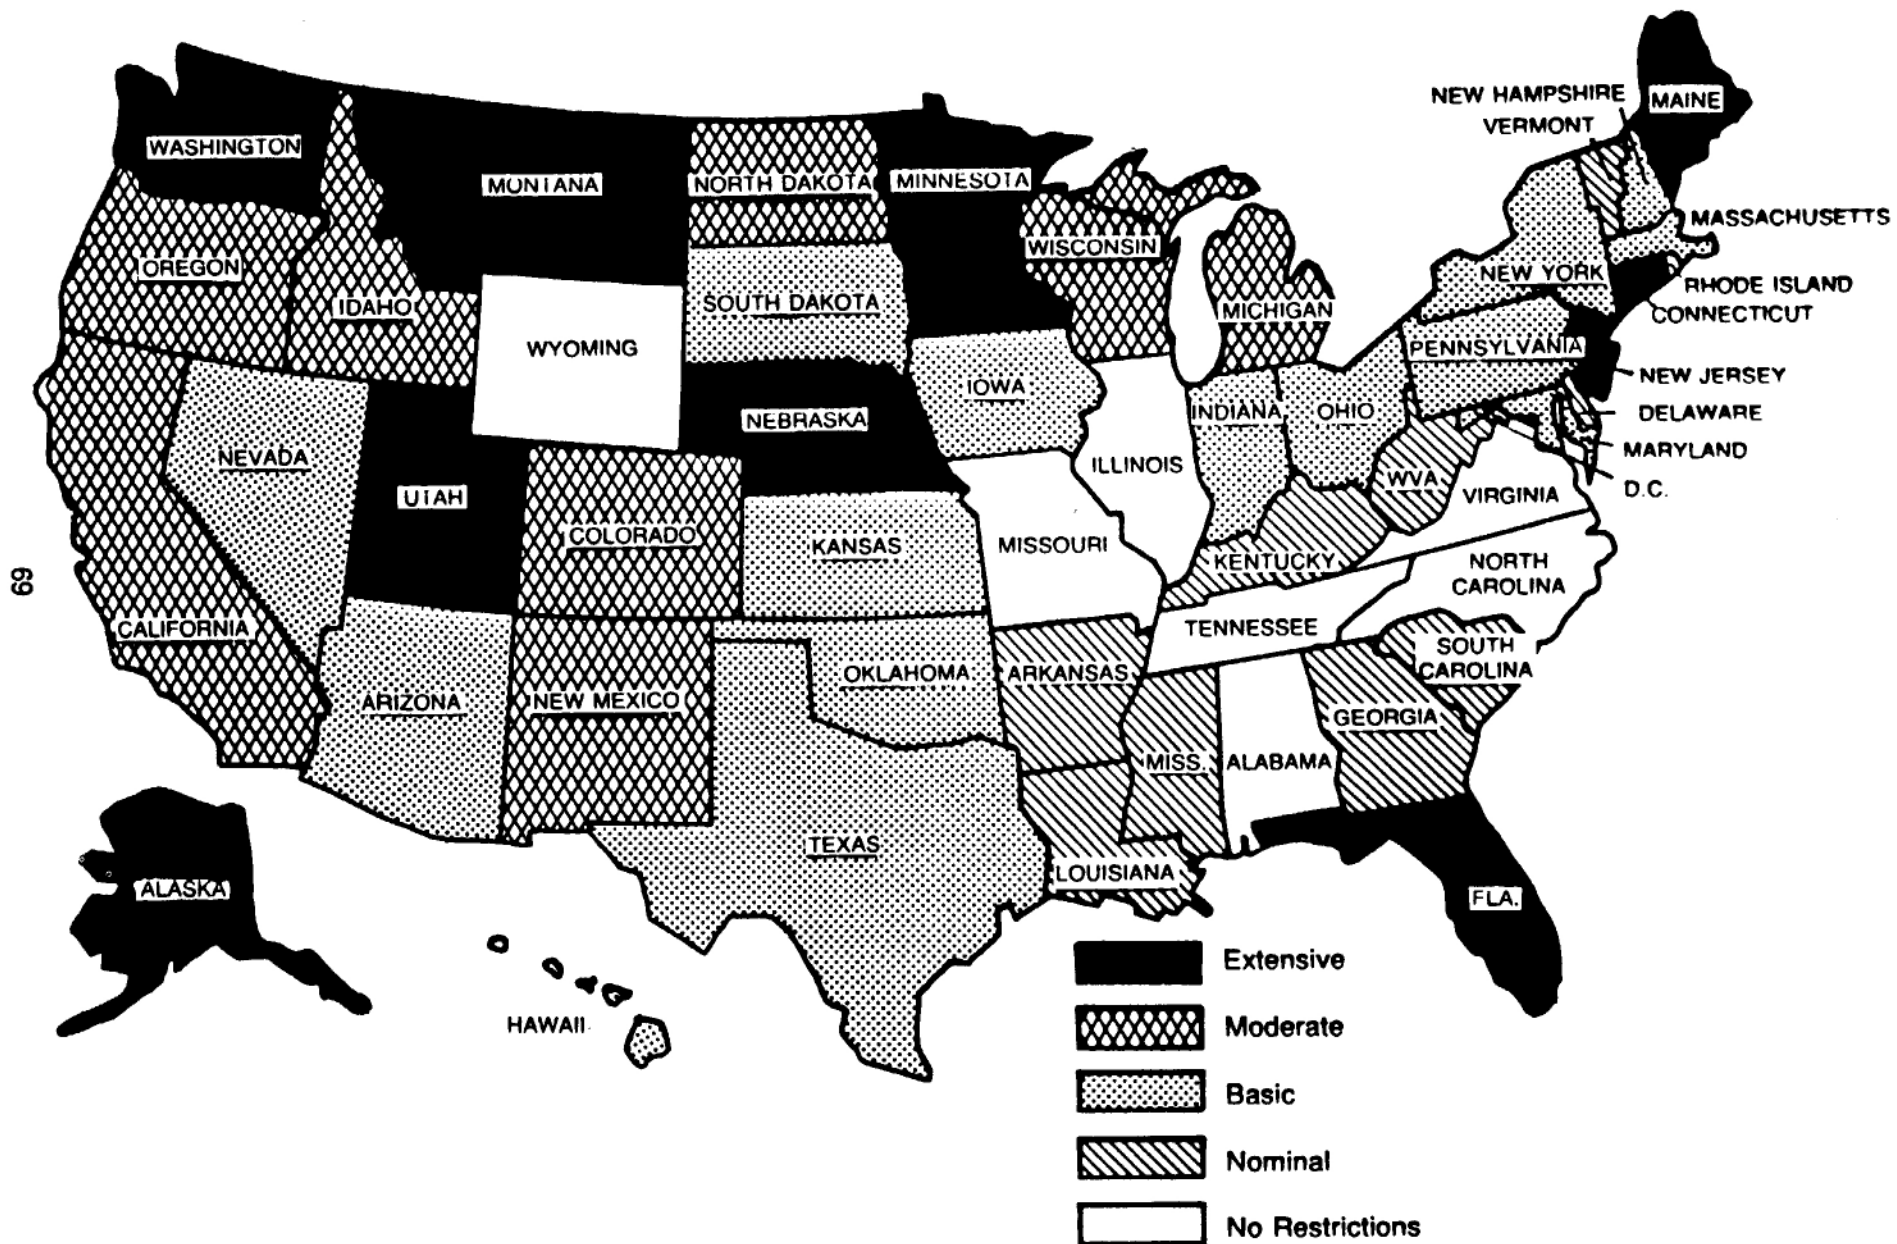 NEW HAMPSHIRE
MAINE
VERMONT
WASHINGTON
MONTANA
NORTH DAKOTA
MINNESOTA
MASSACHUSETTS
OREGON
WISCONSIN
NEW YORK
RHODE ISLAND
IDAHO
SOUTH DAKOTA
MICHIGAN
CONNECTICUT
WYOMING
PENNSYLVANIA
NEW JERSEY
IOWA
INDIANA
OHIO
DELAWARE
NEBRASKA
MARYLAND
NEVADA
ILLINOIS
WVA
D.C.
UTAH
VIRGINIA
COLORADO
KANSAS
MISSOURI
KENTUCKY
NORTH
CAROLINA
69
CALIFORNIA
TENNESSEE
SOUTH
CAROLINA
ARIZONA
NEW MEXICO
OKLAHOMA
ARKANSAS
GEORGIA
MISS.
ALABAMA
TEXAS
LOUISIANA
ALASKA
FLA.
HAWAII
Extensive
Moderate
Basic
Nominal
No Restrictions